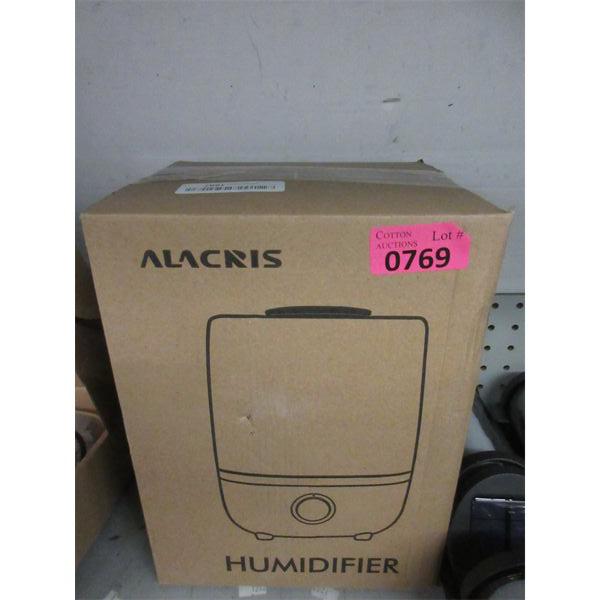 ALACRIS
COTTON AUCTIONS Lot #
0769
HUMIDIFIER